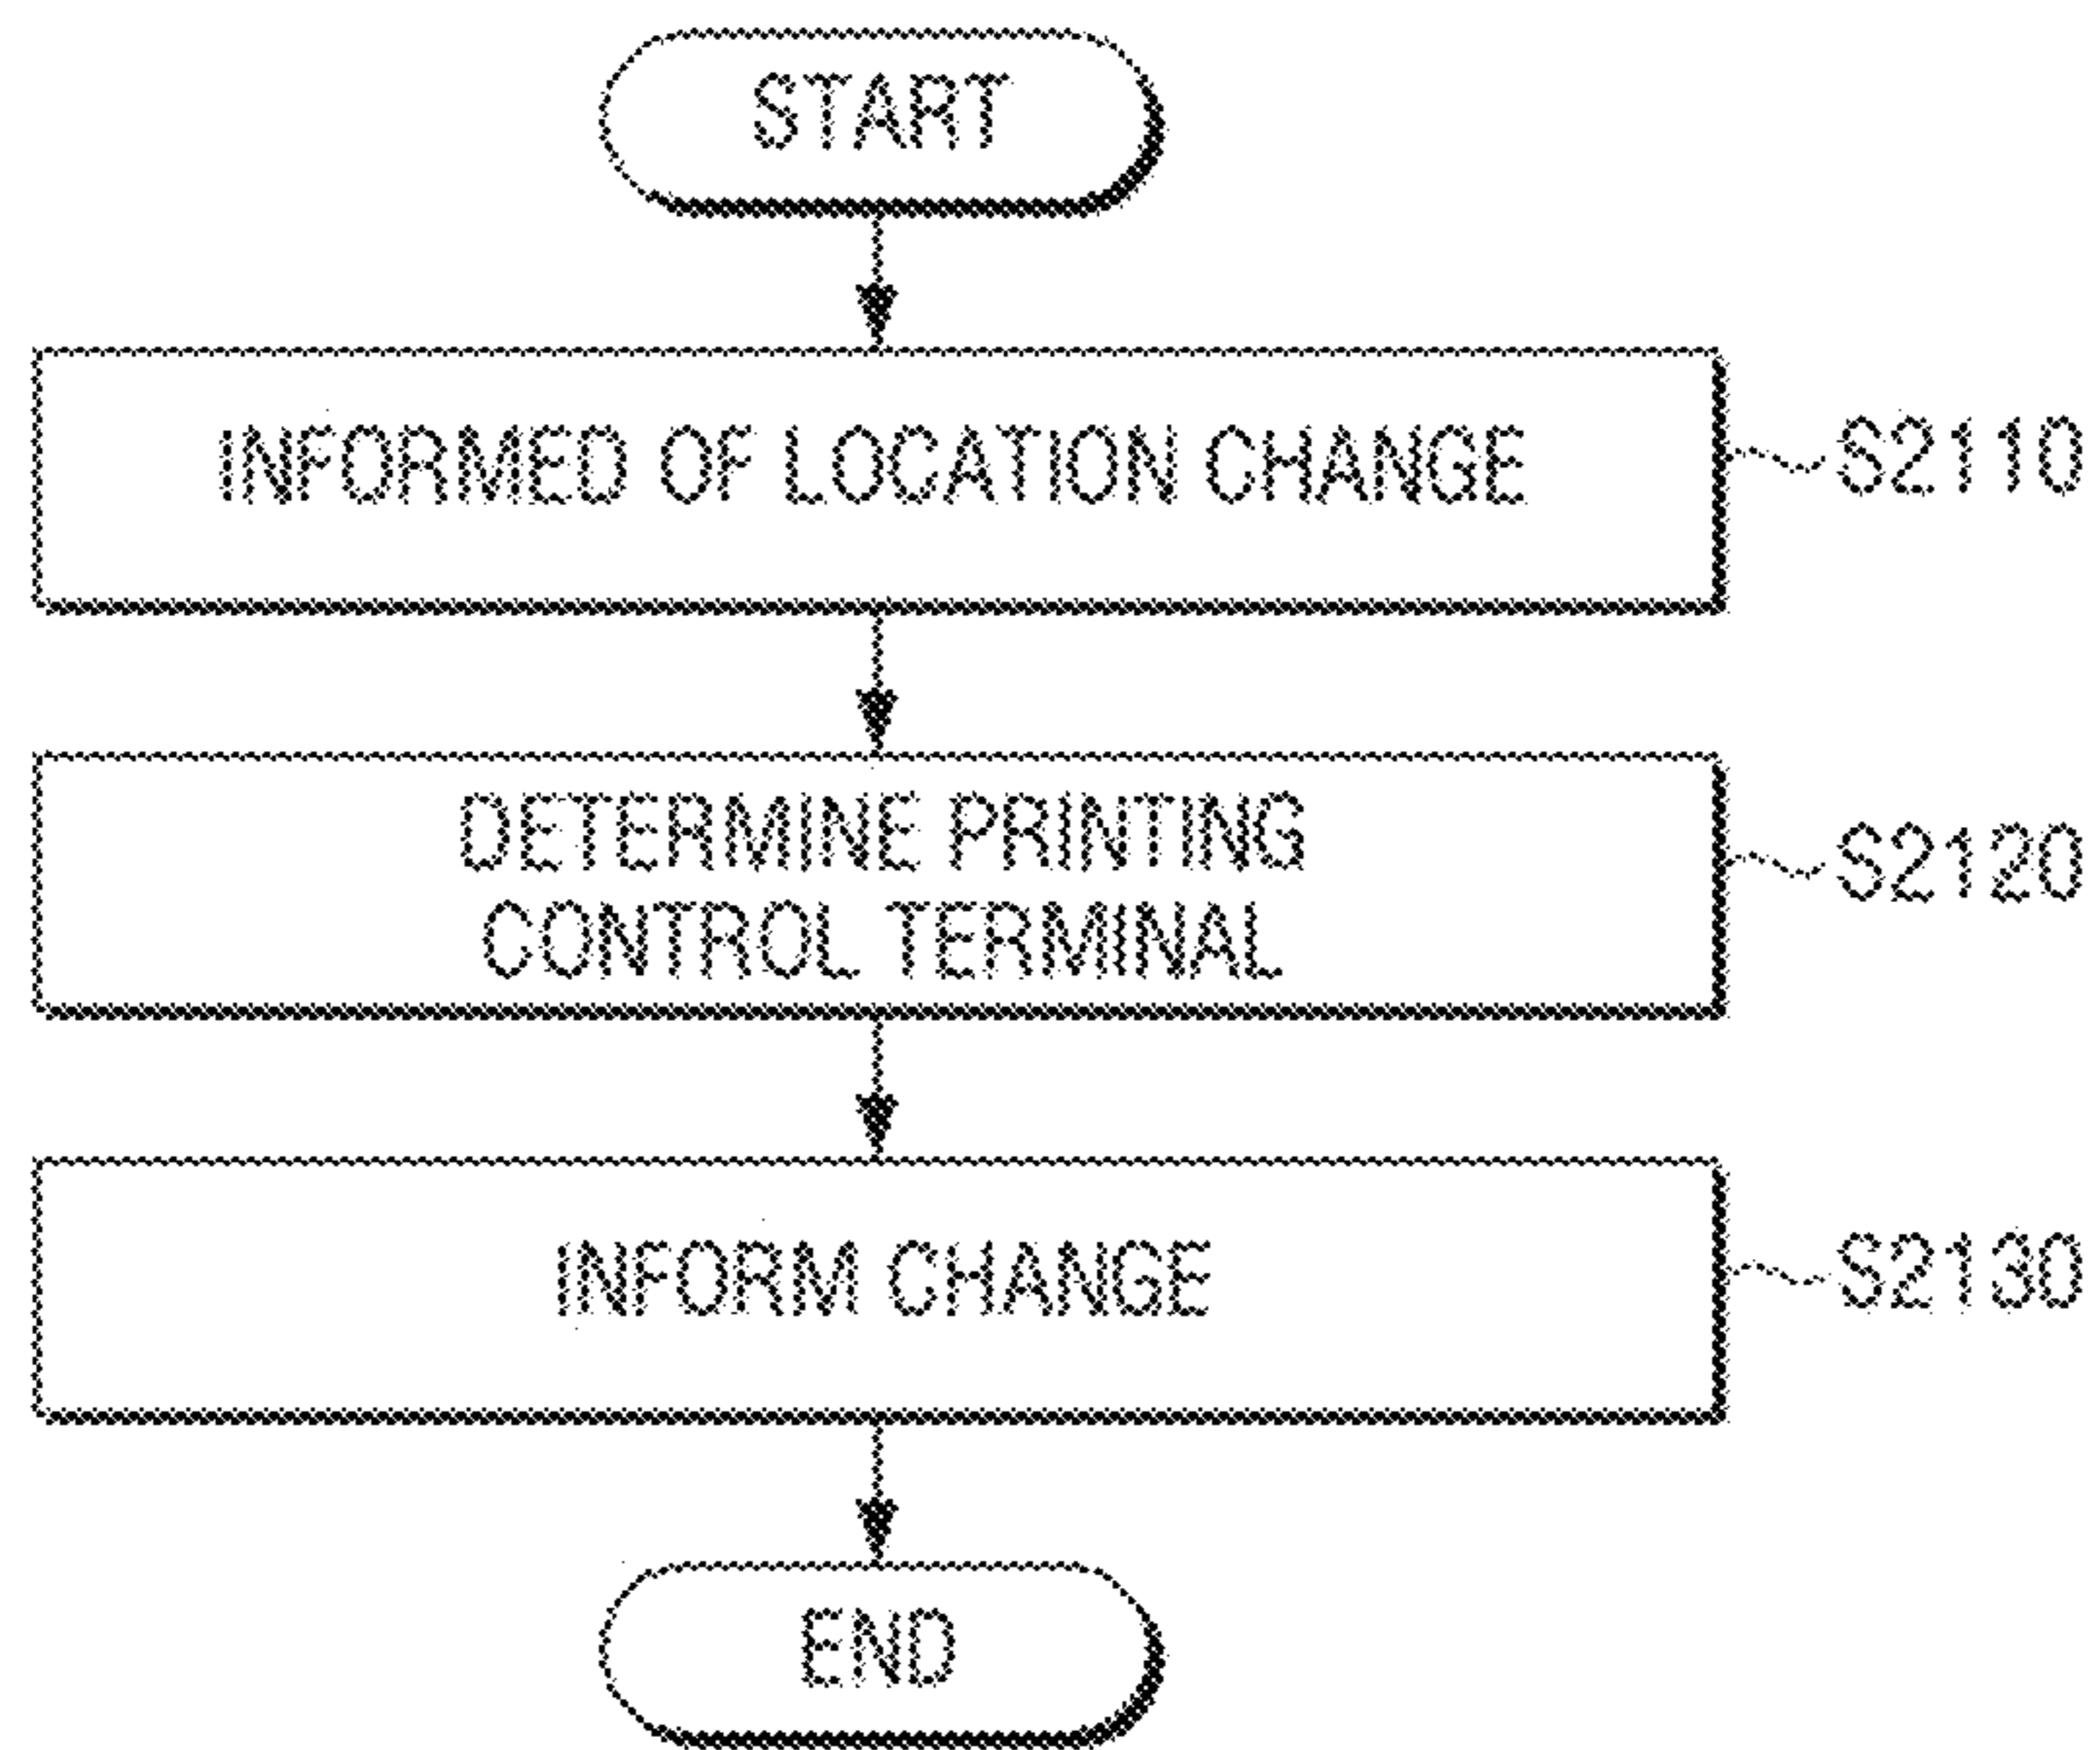 START
INFORMED OF LOCATION CHANGE
S2110
DETERMINE PRINTING
CONTROL TERMINAL
S2120
INFORM CHANGE
S2130
END